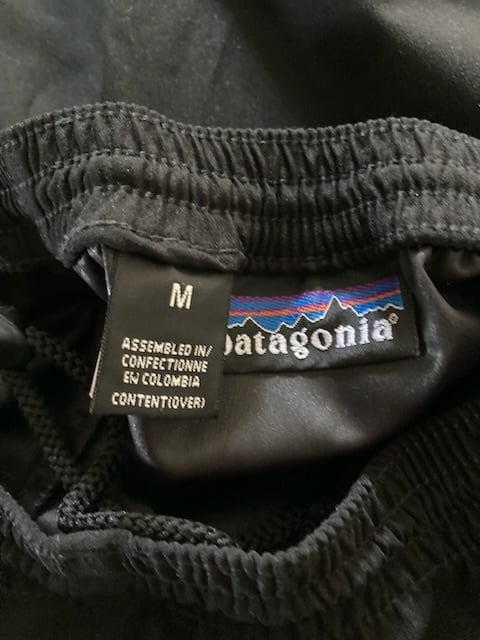 M
ASSEMBLED IN/
CONFECTIONNE
EN COLOMBIA
CONTENT(OVER)
patagonia®